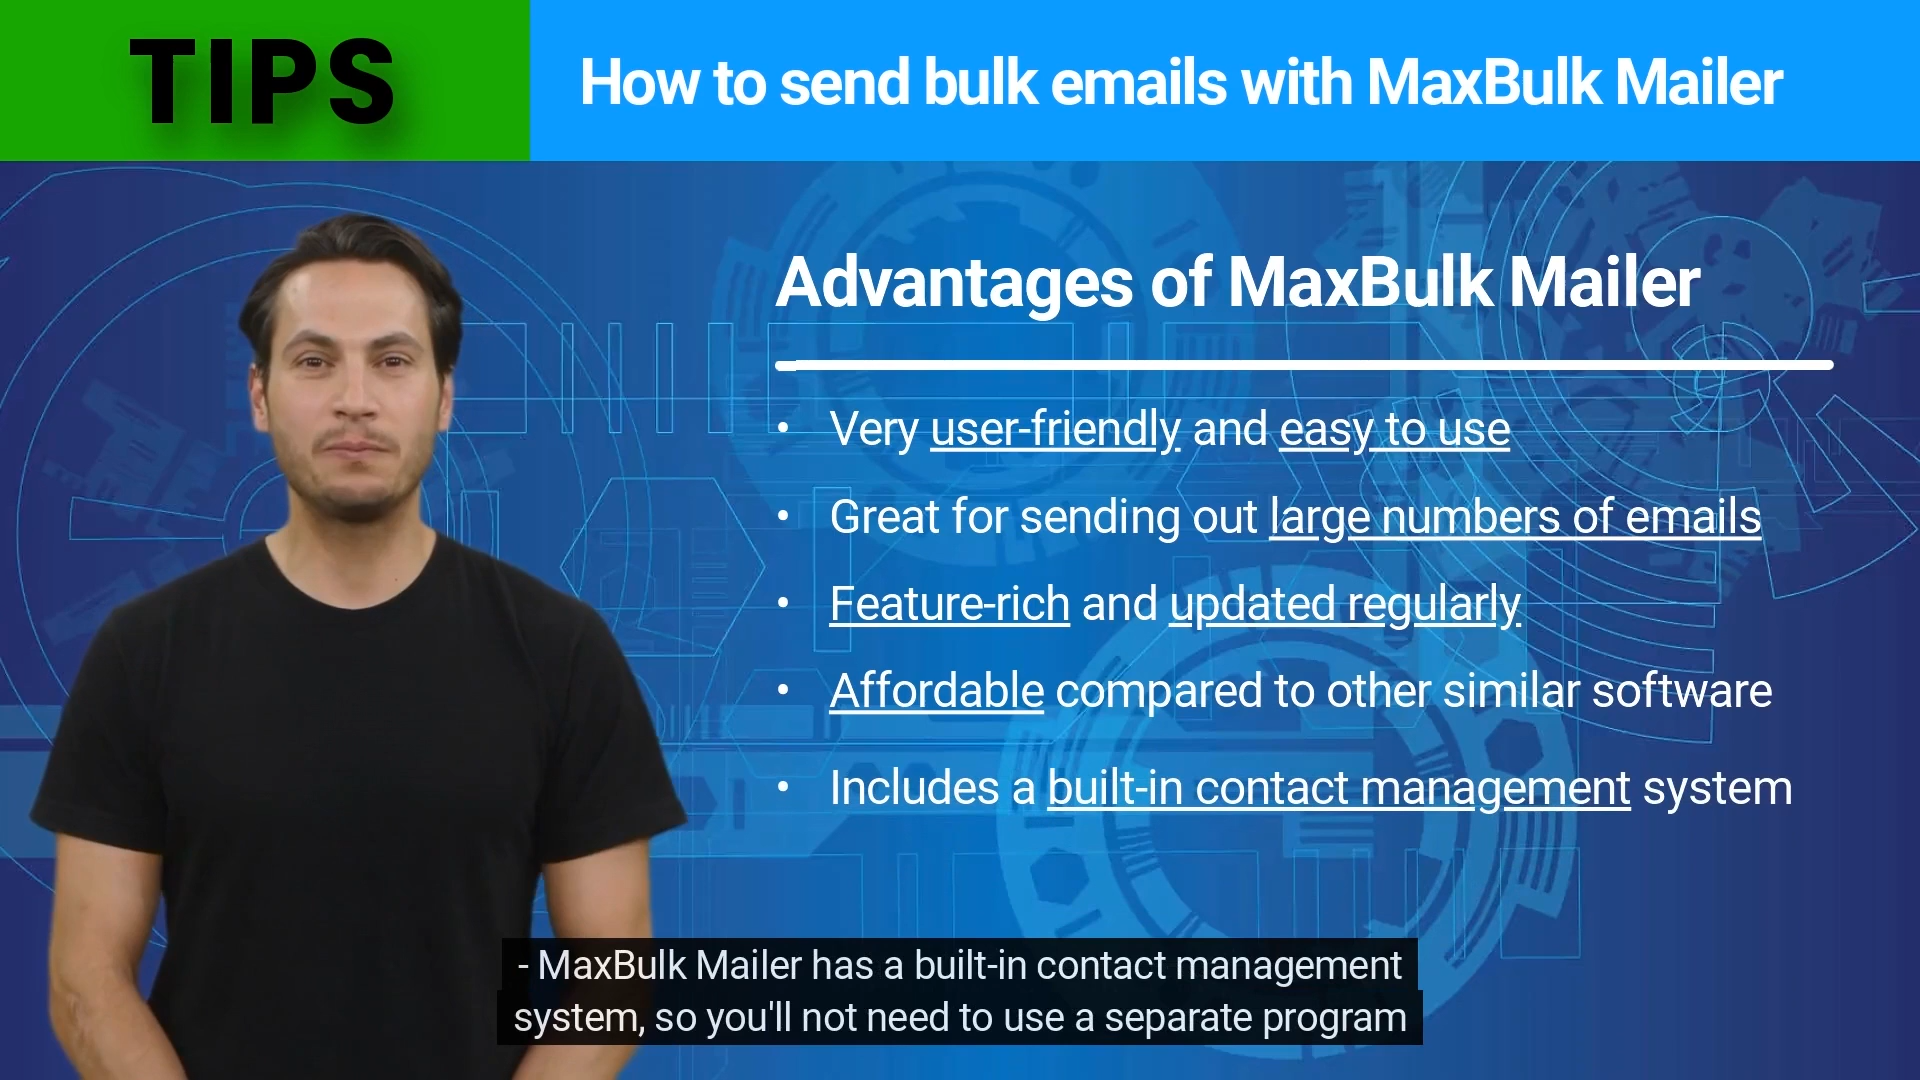 TIPS
How to send bulk emails with MaxBulk Mailer
Advantages of MaxBulk Mailer
• Very user-friendly and easy to use
• Great for sending out large numbers of emails
• Feature-rich and updated regularly
• Affordable compared to other similar software
• Includes a built-in contact management system
- MaxBulk Mailer has a built-in contact management
system, so you'll not need to use a separate program